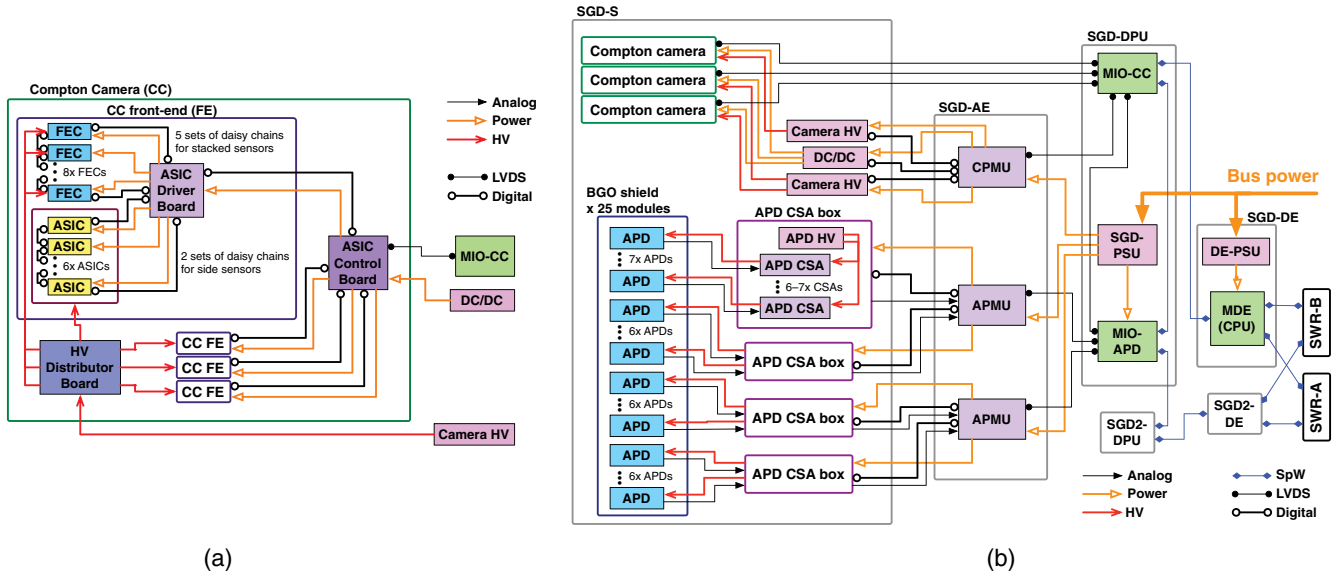 Compton Camera (CC)
CC front-end (FE)
FEC
FEC
8x FECs
FEC
5 sets of daisy chains
for stacked sensors
ASIC
Driver
Board
ASIC
ASIC
6x ASICs
ASIC
2 sets of daisy chains
for side sensors
ASIC
Control
Board
HV
Distributor
Board
CC FE
CC FE
CC FE
Analog
Power
HV
LVDS
Digital
MIO-CC
DC/DC
Camera HV
(a)
SGD-S
Compton camera
Compton camera
Compton camera
Camera HV
DC/DC
Camera HV
BGO shield
x 25 modules
APD
7x APDs
APD
APD
6x APDs
APD
APD
6x APDs
APD
APD
6x APDs
APD
APD CSA box
APD HV
APD CSA
6–7x CSAs
APD CSA
APD CSA box
APD CSA box
APD CSA box
SGD-AE
CPMU
APMU
APMU
SGD-DPU
MIO-CC
SGD-
PSU
MIO-
APD
Bus power
SGD-DE
DE-PSU
MDE
(CPU)
SWR-B
SWR-A
SGD2-
DPU
SGD2-
DE
Analog
Power
HV
SpW
LVDS
Digital
(b)